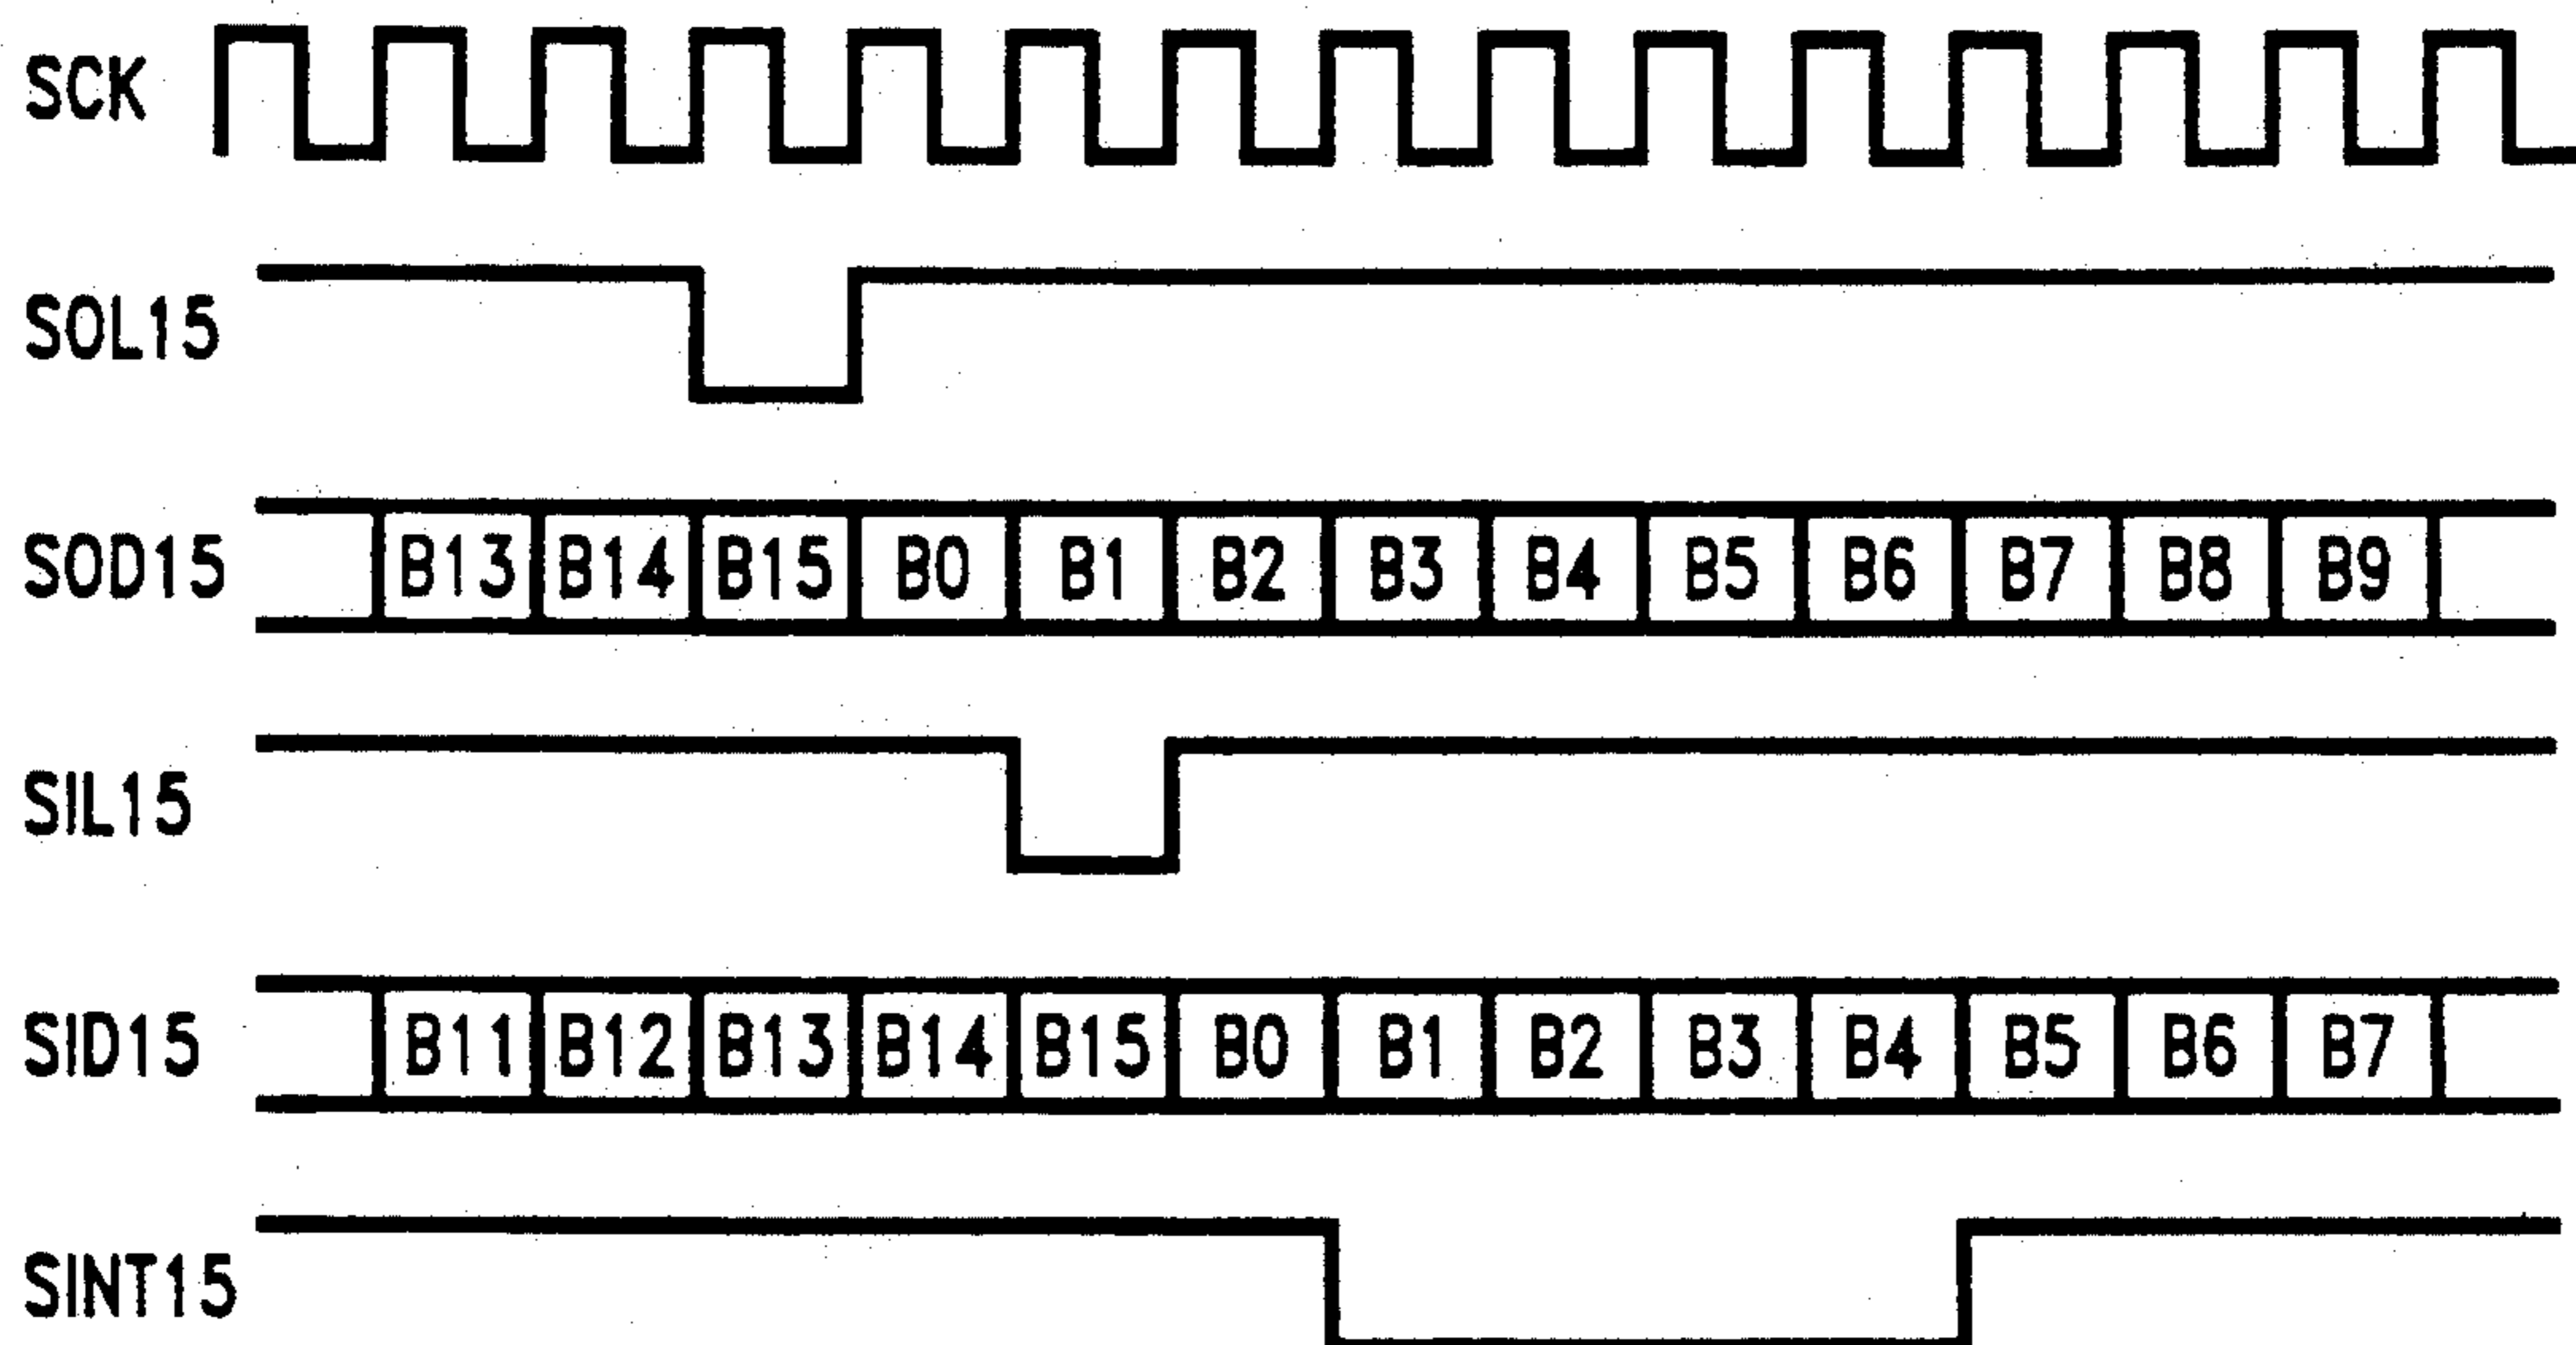 SCK
SOL15
SOD15 B13 B14 B15 B0 B1 B2 B3 B4 B5 B6 B7 B8 B9
SIL15
SID15 B11 B12 B13 B14 B15 B0 B1 B2 B3 B4 B5 B6 B7
SINT15